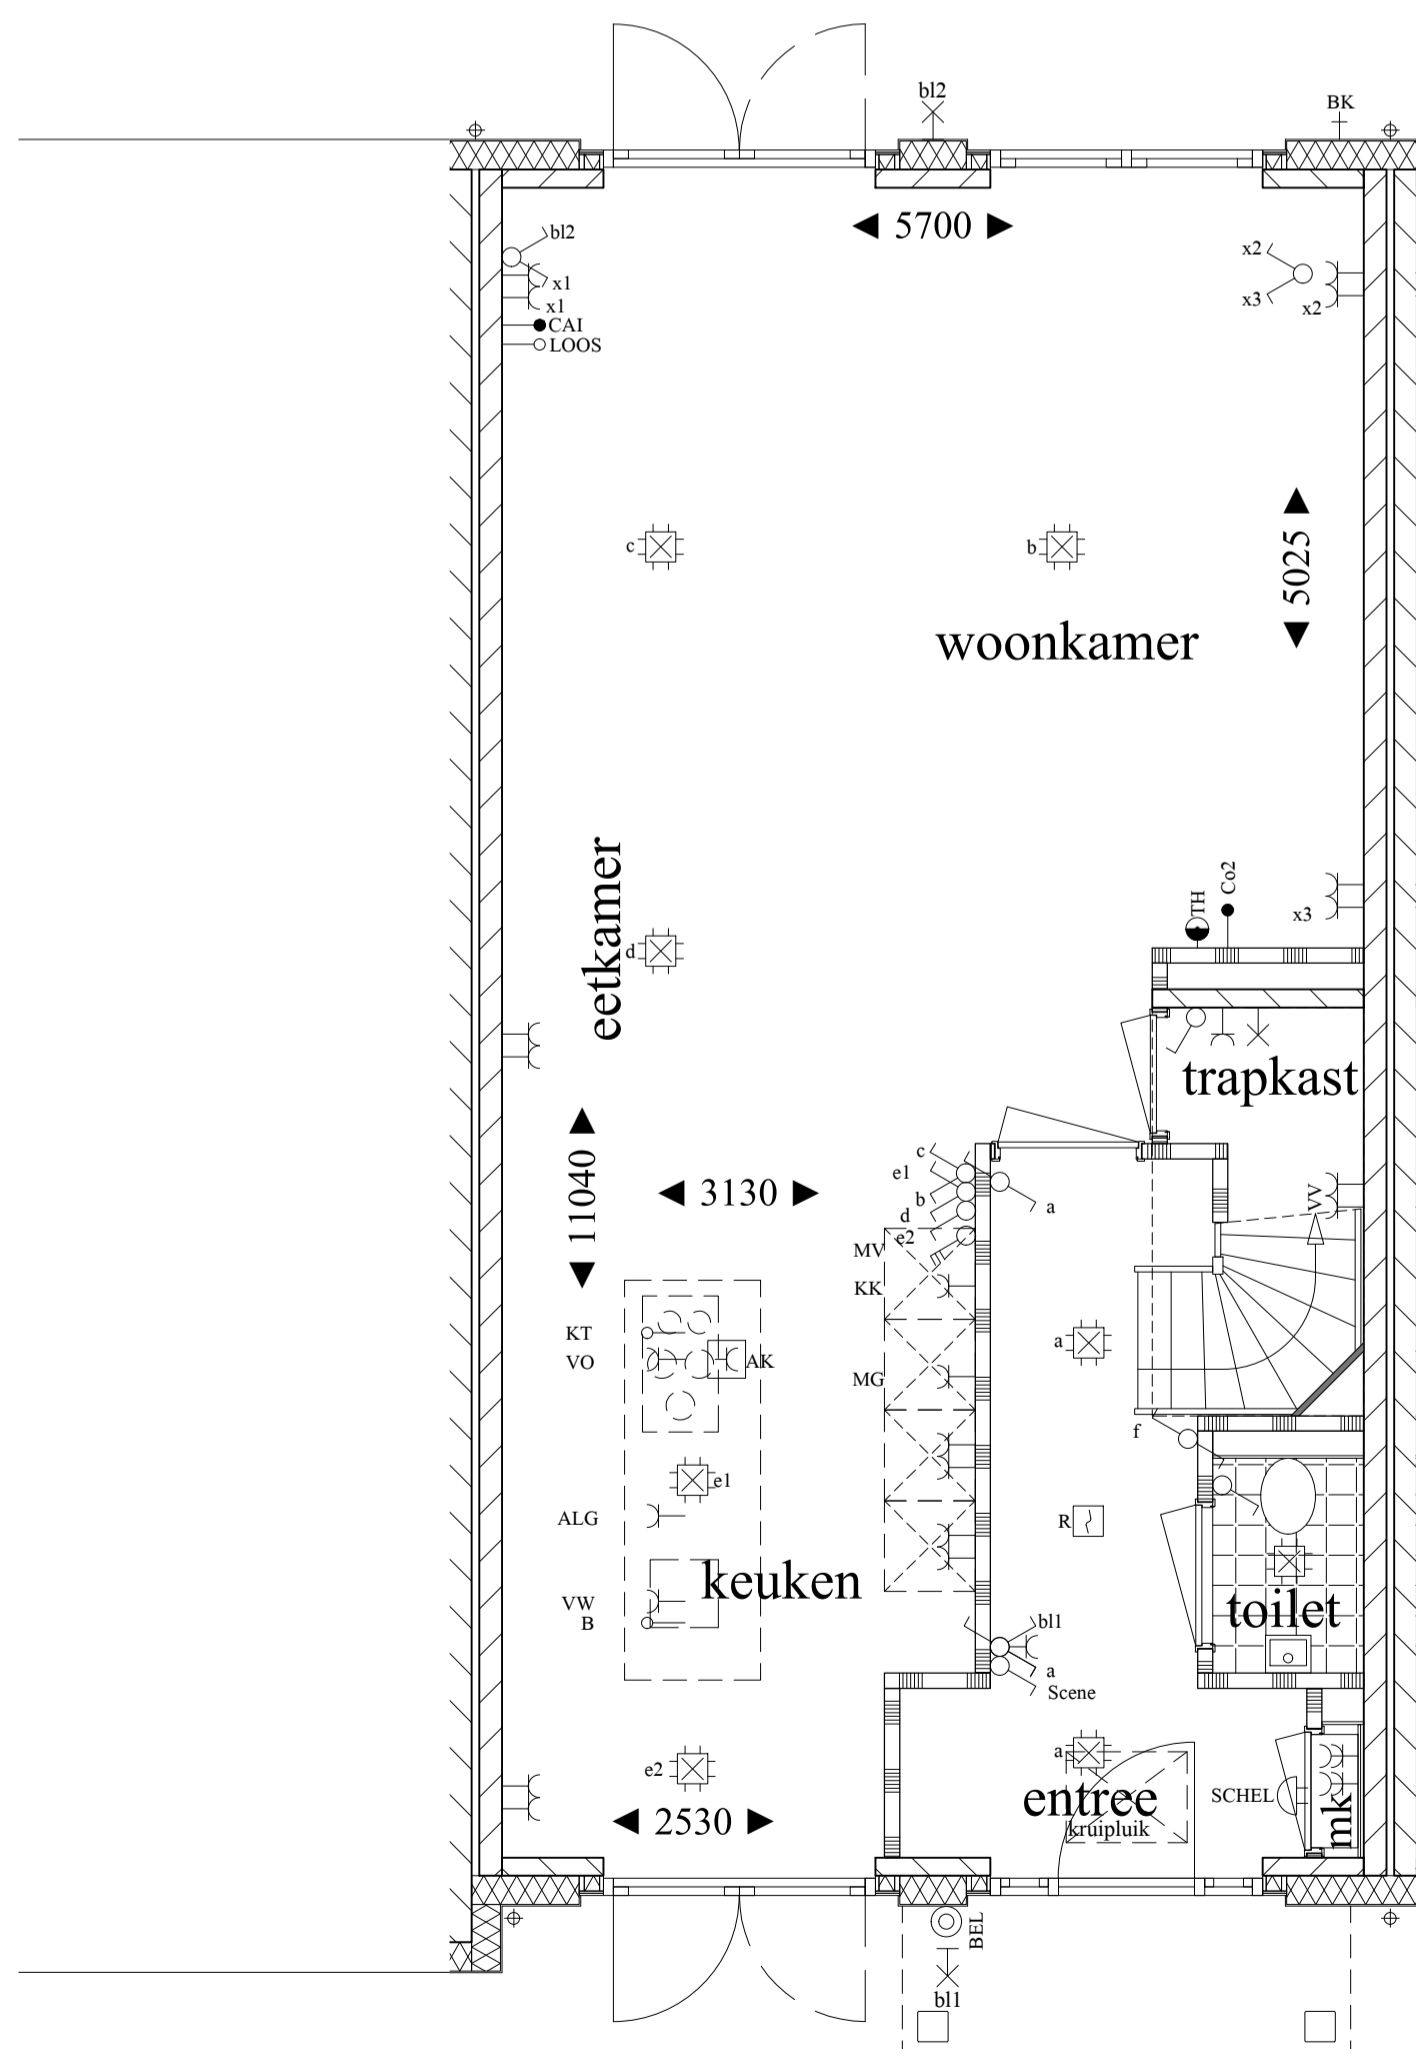 bl2
BK
5700
bl2
x1
x1
CAI
LOOS
x2
x3
x2
c
b
5025
woonkamer
eetkamer
d
TH
Co2
x3
trapkast
11040
3130
c
e1
b
d
e2
a
VV
MV
KK
KT
VO
AK
MG
a
f
e1
ALG
R
keuken
VW
B
toilet
bl1
a
Scene
a
e2
entree
kruipluik
SCHEL
mk
2530
BEL
bl1